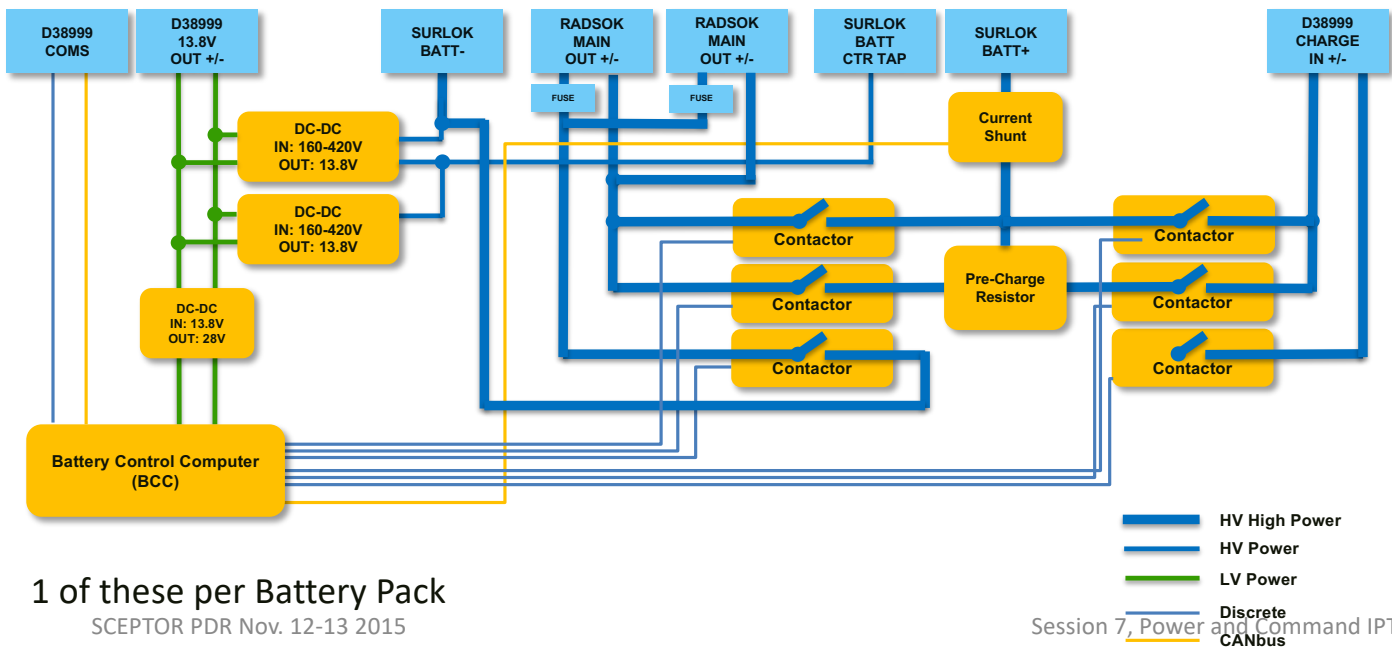 D38999
COMS
D38999
13.8V
OUT +/-
SURLOK
BATT-
RADSOK
MAIN
OUT +/-
RADSOK
MAIN
OUT +/-
SURLOK
BATT
CTR TAP
SURLOK
BATT+
D38999
CHARGE
IN +/-
FUSE
FUSE
DC-DC
IN: 160-420V
OUT: 13.8V
Current
Shunt
DC-DC
IN: 160-420V
OUT: 13.8V
Contactor
Contactor
DC-DC
IN: 13.8V
OUT: 28V
Contactor
Pre-Charge
Resistor
Contactor
Contactor
Contactor
Battery Control Computer
(BCC)
HV High Power
HV Power
LV Power
Discrete
CANbus
1 of these per Battery Pack
SCEPTOR PDR Nov. 12-13 2015
Session 7, Power and Command IPT